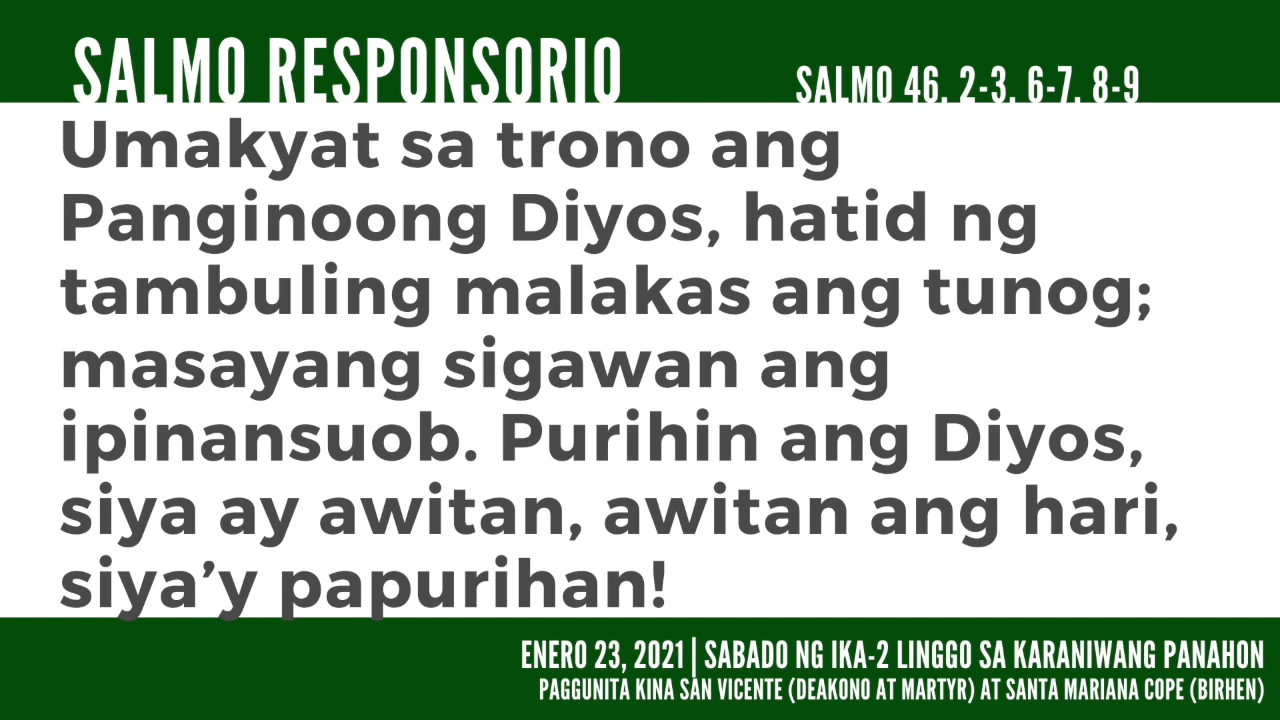 SALMO RESPONSORIO
SALMO 46, 2-3, 6-7, 8-9
Umakyat sa trono ang
Panginoong Diyos, hatid ng
tambuling malakas ang tunog;
masayang sigawan ang
ipinansuob. Purihin ang Diyos,
siya ay awitan, awitan ang hari,
siya’y papurihan!
ENERO 23, 2021 | SABADO NG IKA-2 LINGGO SA KARANIWANG PANAHON
PAGGUNITA KINA SAN VICENTE (DEAKONO AT MARTYR) AT SANTA MARIANA COPE (BIRHEN)